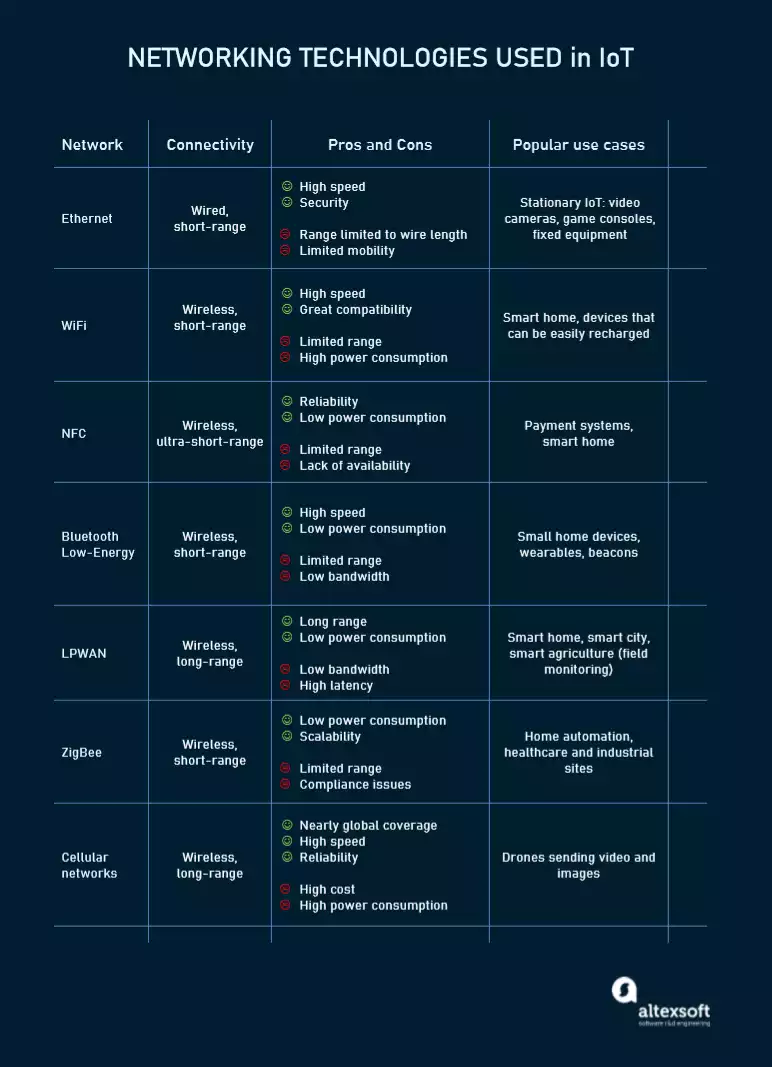 NETWORKING TECHNOLOGIES USED in IoT
Network
Connectivity
Pros and Cons
Popular use cases
Ethernet
Wired,
short-range
High speed
Security
Range limited to wire length
Limited mobility
Stationary IoT: video
cameras, game consoles,
fixed equipment
WiFi
Wireless,
short-range
High speed
Great compatibility
Limited range
High power consumption
Smart home, devices that
can be easily recharged
NFC
Wireless,
ultra-short-range
Reliability
Low power consumption
Limited range
Lack of availability
Payment systems,
smart home
Bluetooth
Low-Energy
Wireless,
short-range
High speed
Low power consumption
Limited range
Low bandwidth
Small home devices,
wearables, beacons
LPWAN
Wireless,
long-range
Long range
Low power consumption
Low bandwidth
High latency
Smart home, smart city,
smart agriculture (field
monitoring)
ZigBee
Wireless,
short-range
Low power consumption
Scalability
Limited range
Compliance issues
Home automation,
healthcare and industrial
sites
Cellular
networks
Wireless,
long-range
Nearly global coverage
High speed
Reliability
High cost
High power consumption
Drones sending video and
images
altexsoft
software r&d engineering